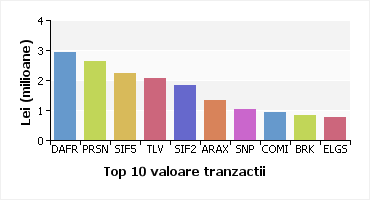 Lei (milioane)
4
3
2
1
0
DAFR PRSN SIF5 TLV SIF2 ARAX SNP COMI BRK ELGS
Top 10 valoare tranzactii